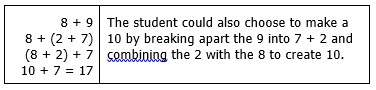 8 + 9
8 + (2 + 7)
(8 + 2) + 7
10 + 7 = 17
The student could also choose to make a
10 by breaking apart the 9 into 7 + 2 and
combining the 2 with the 8 to create 10.